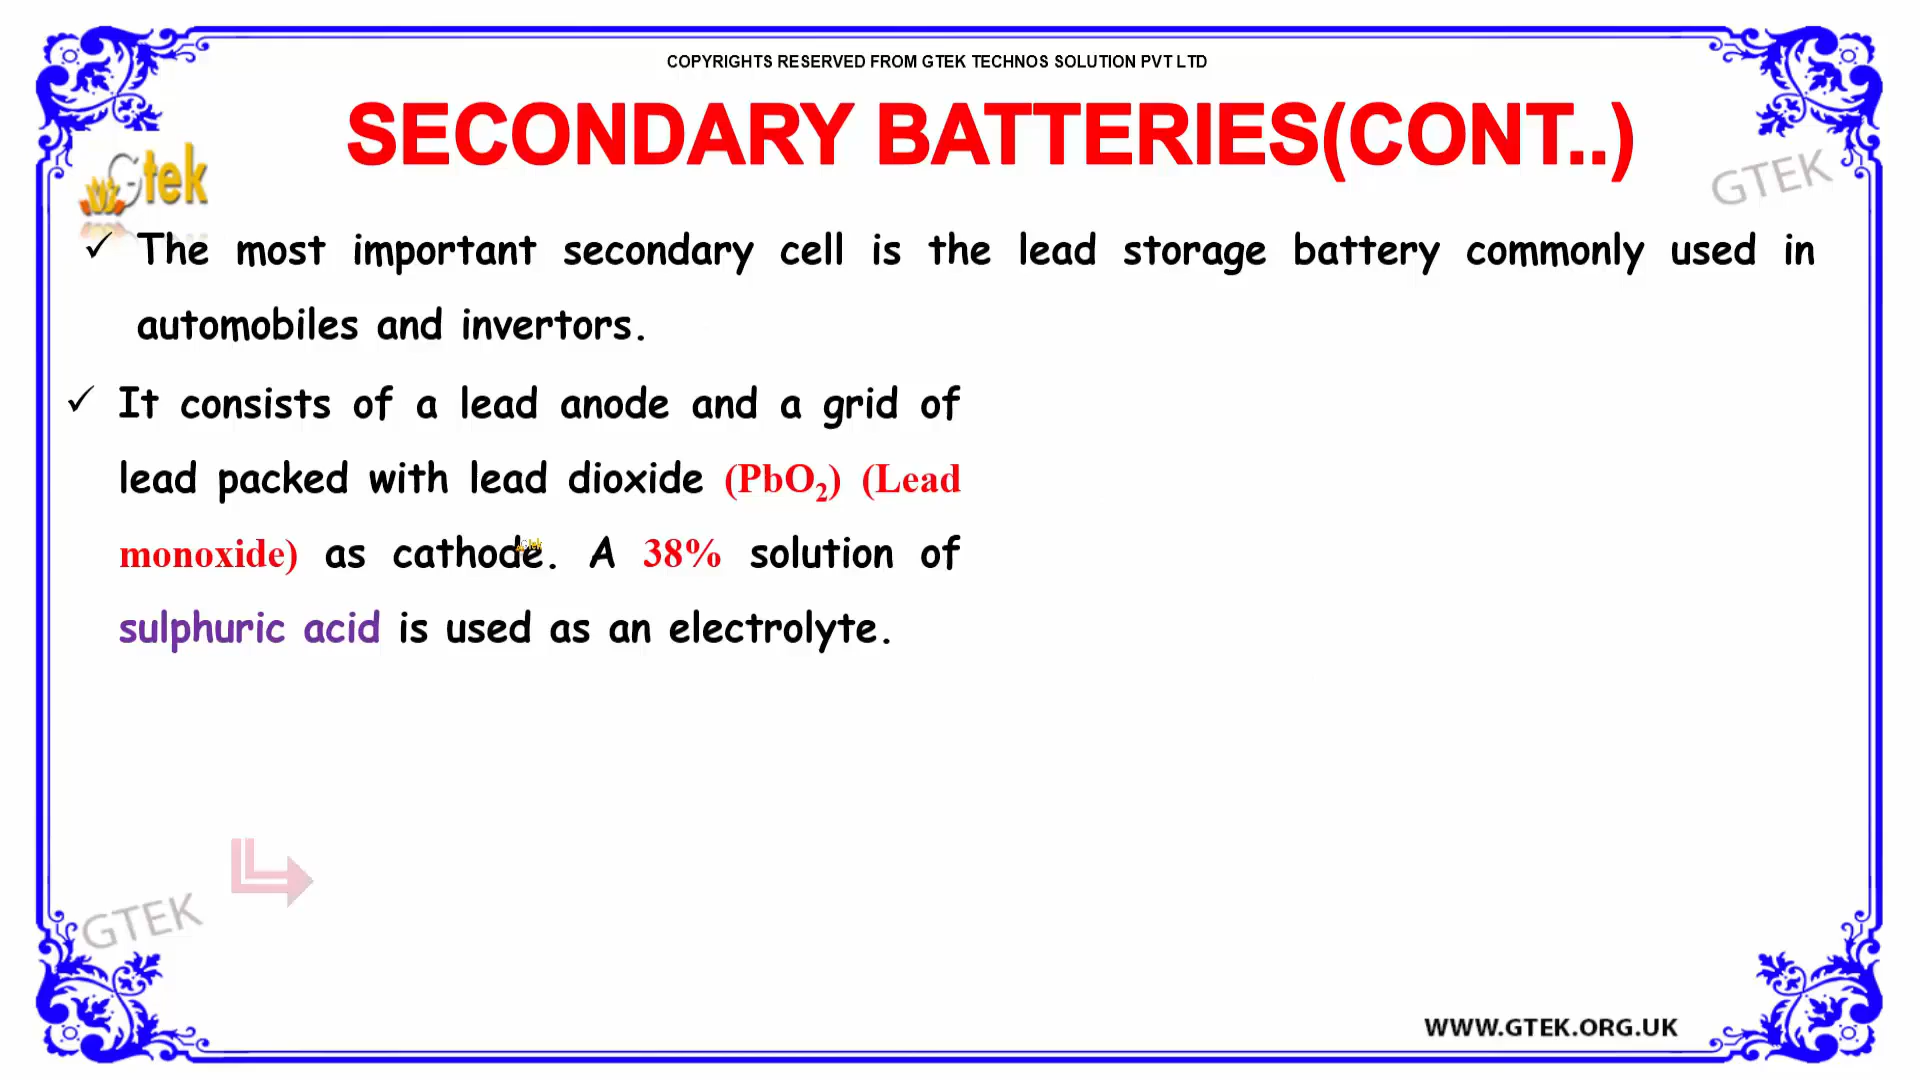 COPYRIGHTS RESERVED FROM GTEK TECHNOS SOLUTION PVT LTD
SECONDARY BATTERIES(CONT..)
Gtek
GTEK
✓ The most important secondary cell is the lead storage battery commonly used in
automobiles and invertors.
✓ It consists of a lead anode and a grid of
lead packed with lead dioxide (PbO₂) (Lead
monoxide) as cathode. A 38% solution of
sulphuric acid is used as an electrolyte.
GTEK
WWW.GTEK.ORG.UK